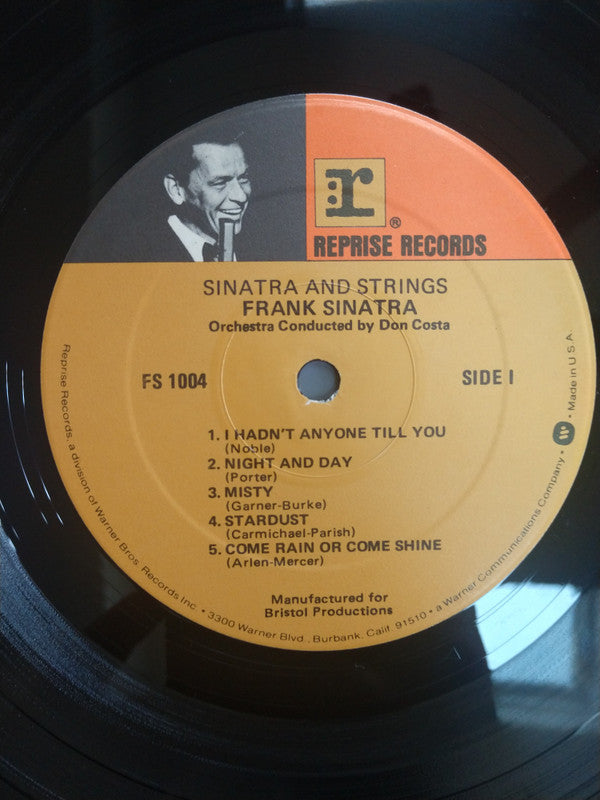 r
®
REPRISE RECORDS
SINATRA AND STRINGS
FRANK SINATRA
Orchestra Conducted by Don Costa
FS 1004
SIDE I
1. I HADN'T ANYONE TILL YOU
(Noble)
2. NIGHT AND DAY
(Porter)
3. MISTY
(Garner-Burke)
4. STARDUST
(Carmichael-Parish)
5. COME RAIN OR COME SHINE
(Arlen-Mercer)
Manufactured for
Bristol Productions
Reprise Records, a division of Warner Bros. Records Inc. • 3300 Warner Blvd., Burbank, Calif. 91510 • a Warner Communications Company. • Made in U.S.A.